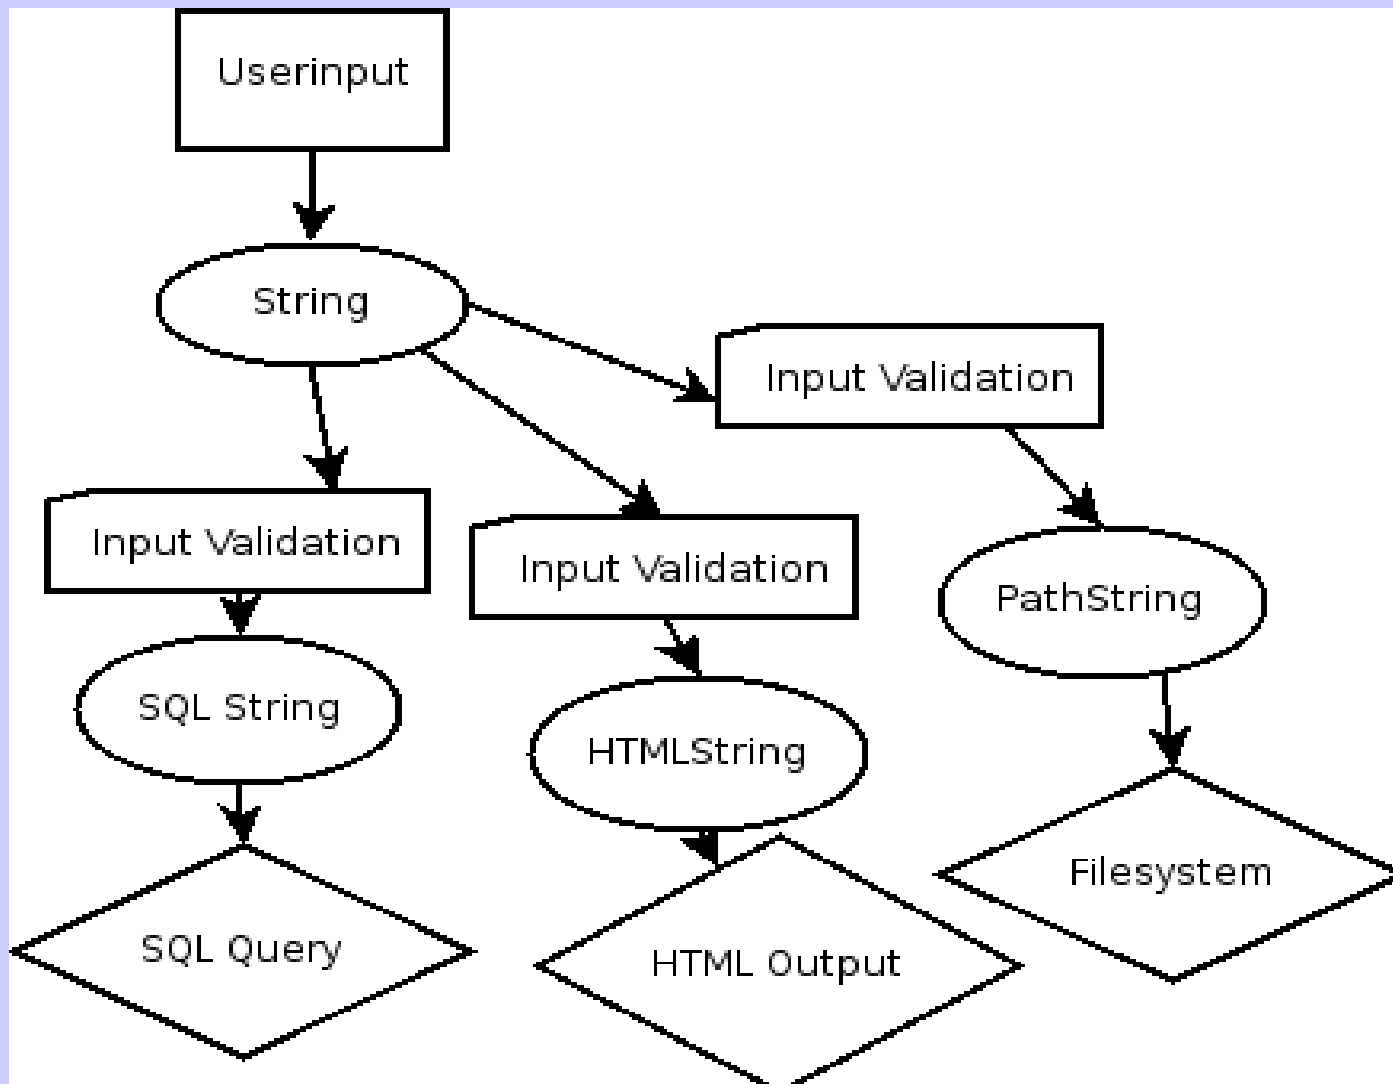 Userinput
String
Input Validation
Input Validation
Input Validation
PathString
SQL String
HTMLString
Filesystem
SQL Query
HTML Output